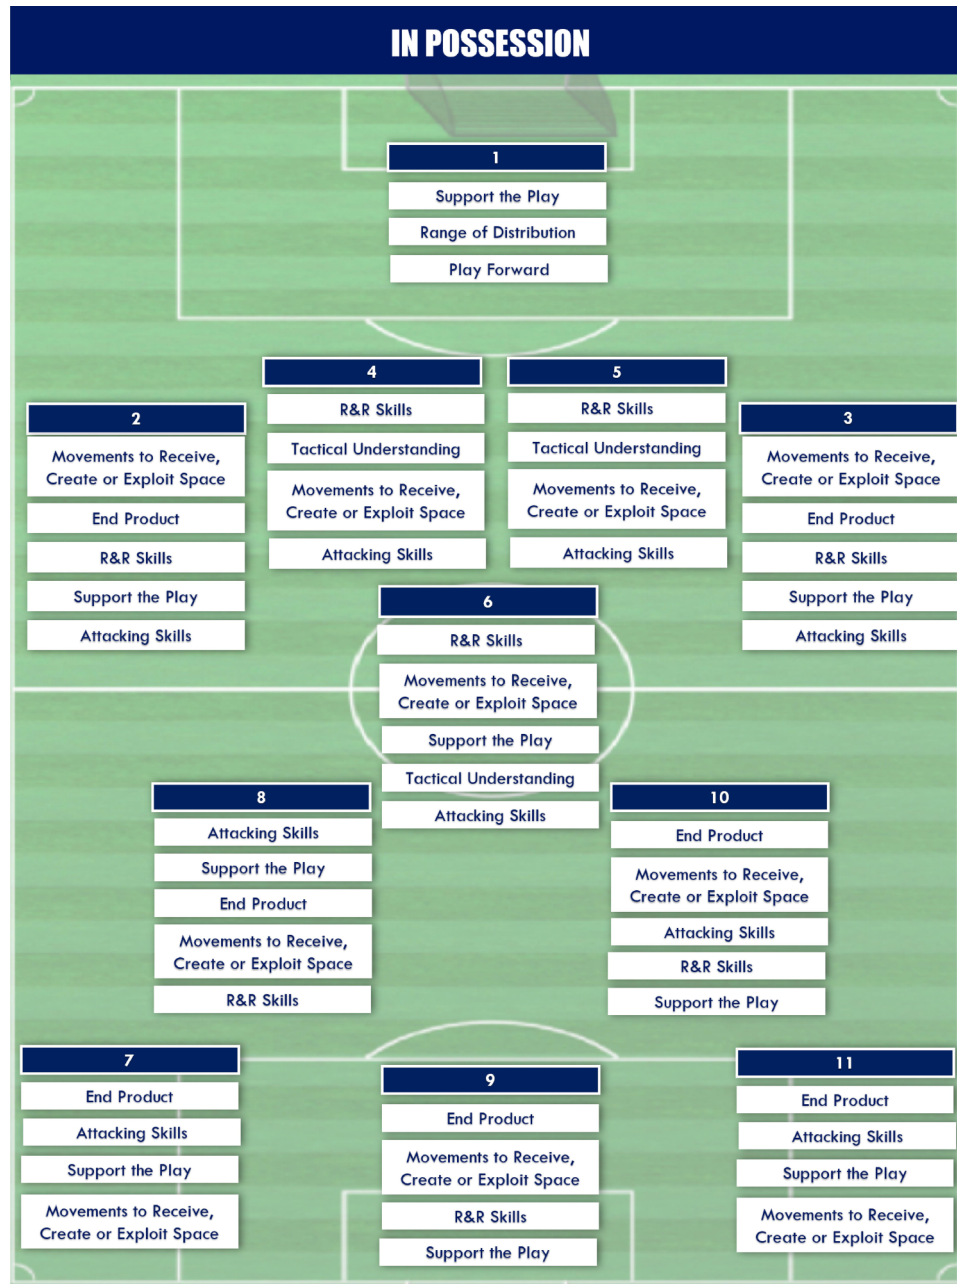 IN POSSESSION
1
Support the Play
Range of Distribution
Play Forward
4
R&R Skills
Tactical Understanding
Movements to Receive,
Create or Exploit Space
Attacking Skills
5
R&R Skills
Tactical Understanding
Movements to Receive,
Create or Exploit Space
Attacking Skills
2
Movements to Receive,
Create or Exploit Space
End Product
R&R Skills
Support the Play
Attacking Skills
3
Movements to Receive,
Create or Exploit Space
End Product
R&R Skills
Support the Play
Attacking Skills
6
R&R Skills
Movements to Receive,
Create or Exploit Space
Support the Play
Tactical Understanding
Attacking Skills
8
Attacking Skills
Support the Play
End Product
Movements to Receive,
Create or Exploit Space
R&R Skills
10
End Product
Movements to Receive,
Create or Exploit Space
Attacking Skills
R&R Skills
Support the Play
7
End Product
Attacking Skills
Support the Play
Movements to Receive,
Create or Exploit Space
9
End Product
Movements to Receive,
Create or Exploit Space
R&R Skills
Support the Play
11
End Product
Attacking Skills
Support the Play
Movements to Receive,
Create or Exploit Space